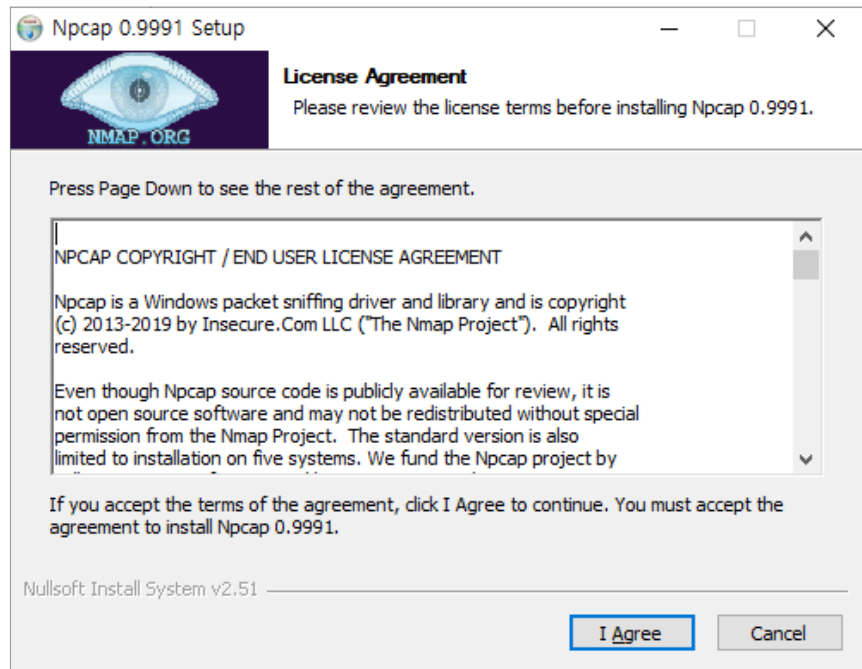 Npcap 0.9991 Setup
NMAP.ORG
License Agreement
Please review the license terms before installing Npcap 0.9991.
Press Page Down to see the rest of the agreement.
NPCAP COPYRIGHT / END USER LICENSE AGREEMENT
Npcap is a Windows packet sniffing driver and library and is copyright
(c) 2013-2019 by Insecure.Com LLC ("The Nmap Project").  All rights
reserved.
Even though Npcap source code is publicly available for review, it is
not open source software and may not be redistributed without special
permission from the Nmap Project.  The standard version is also
limited to installation on five systems. We fund the Npcap project by
If you accept the terms of the agreement, click I Agree to continue. You must accept the
agreement to install Npcap 0.9991.
Nullsoft Install System v2.51
I Agree
Cancel